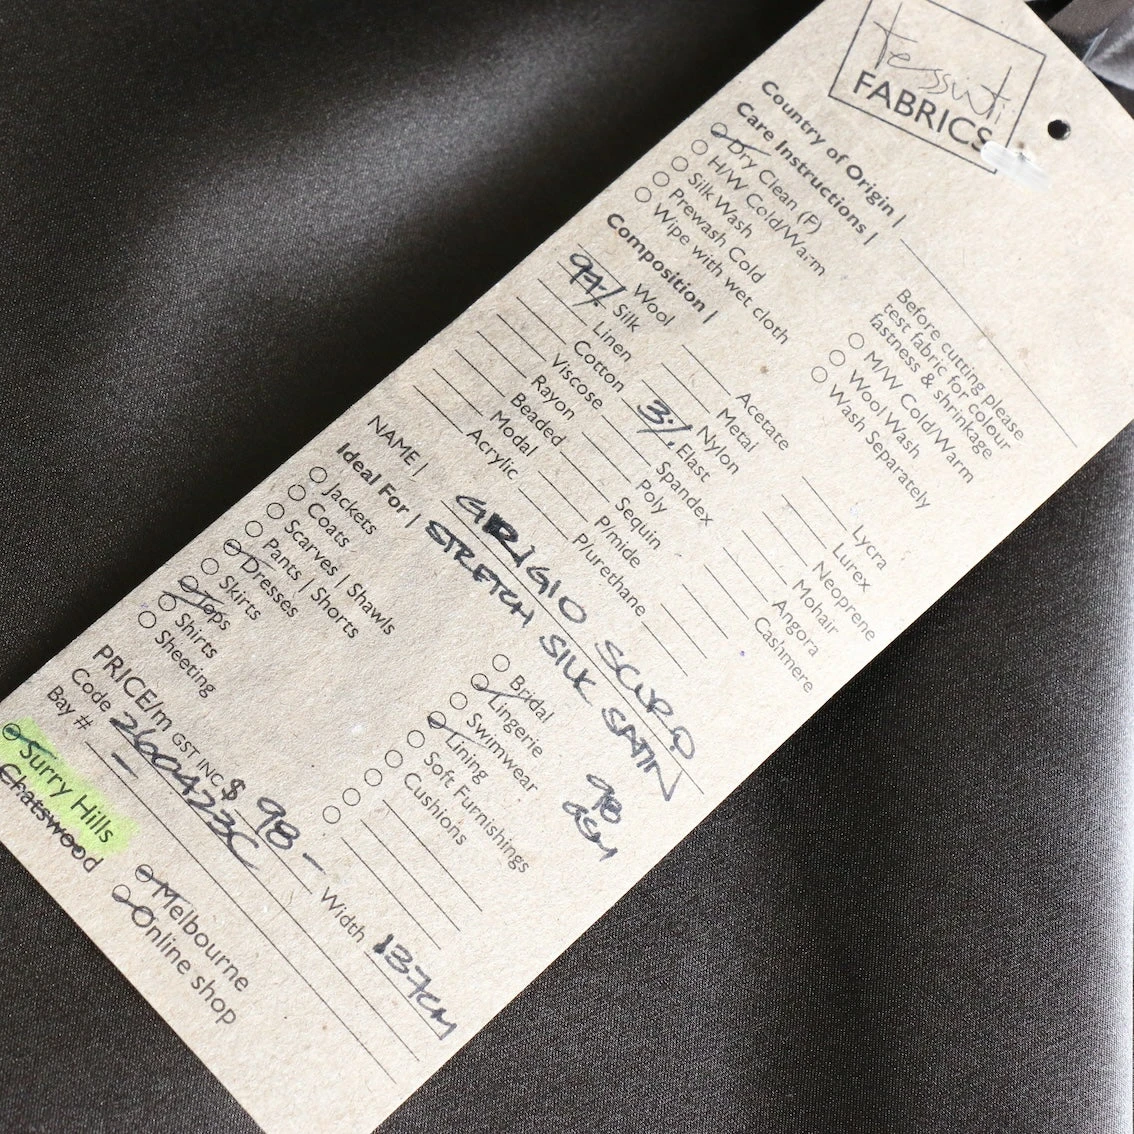 tessuti
FABRICS
Country of Origin |
Care Instructions |
Dry Clean (F)
H/W Cold/Warm
Silk Wash
Prewash Cold
Wipe with wet cloth
Before cutting please
test fabric for colour
fastness & shrinkage
M/W Cold/Warm
Wool Wash
Wash Separately
Composition |
Wool
97% Silk
Linen
Cotton
Viscose
Rayon
Beaded
Modal
Acrylic
Acetate
Metal
Nylon
3% Elast
Spandex
Poly
Sequin
P/mide
P/urethane
Lycra
Lurex
Neoprene
Mohair
Angora
Cashmere
NAME | GRIGIO SCURO
STRETCH SILK SATIN
98
GSM
Ideal For |
Jackets
Coats
Scarves | Shawls
Pants | Shorts
Dresses
Skirts
Tops
Shirts
Sheeting
Bridal
Lingerie
Swimwear
Lining
Soft Furnishings
Cushions
PRICE/m GST INC. $ 98 - Width 137cm
Code 260423C
Bay # -
Surry Hills
Chatswood
Melbourne
Online shop